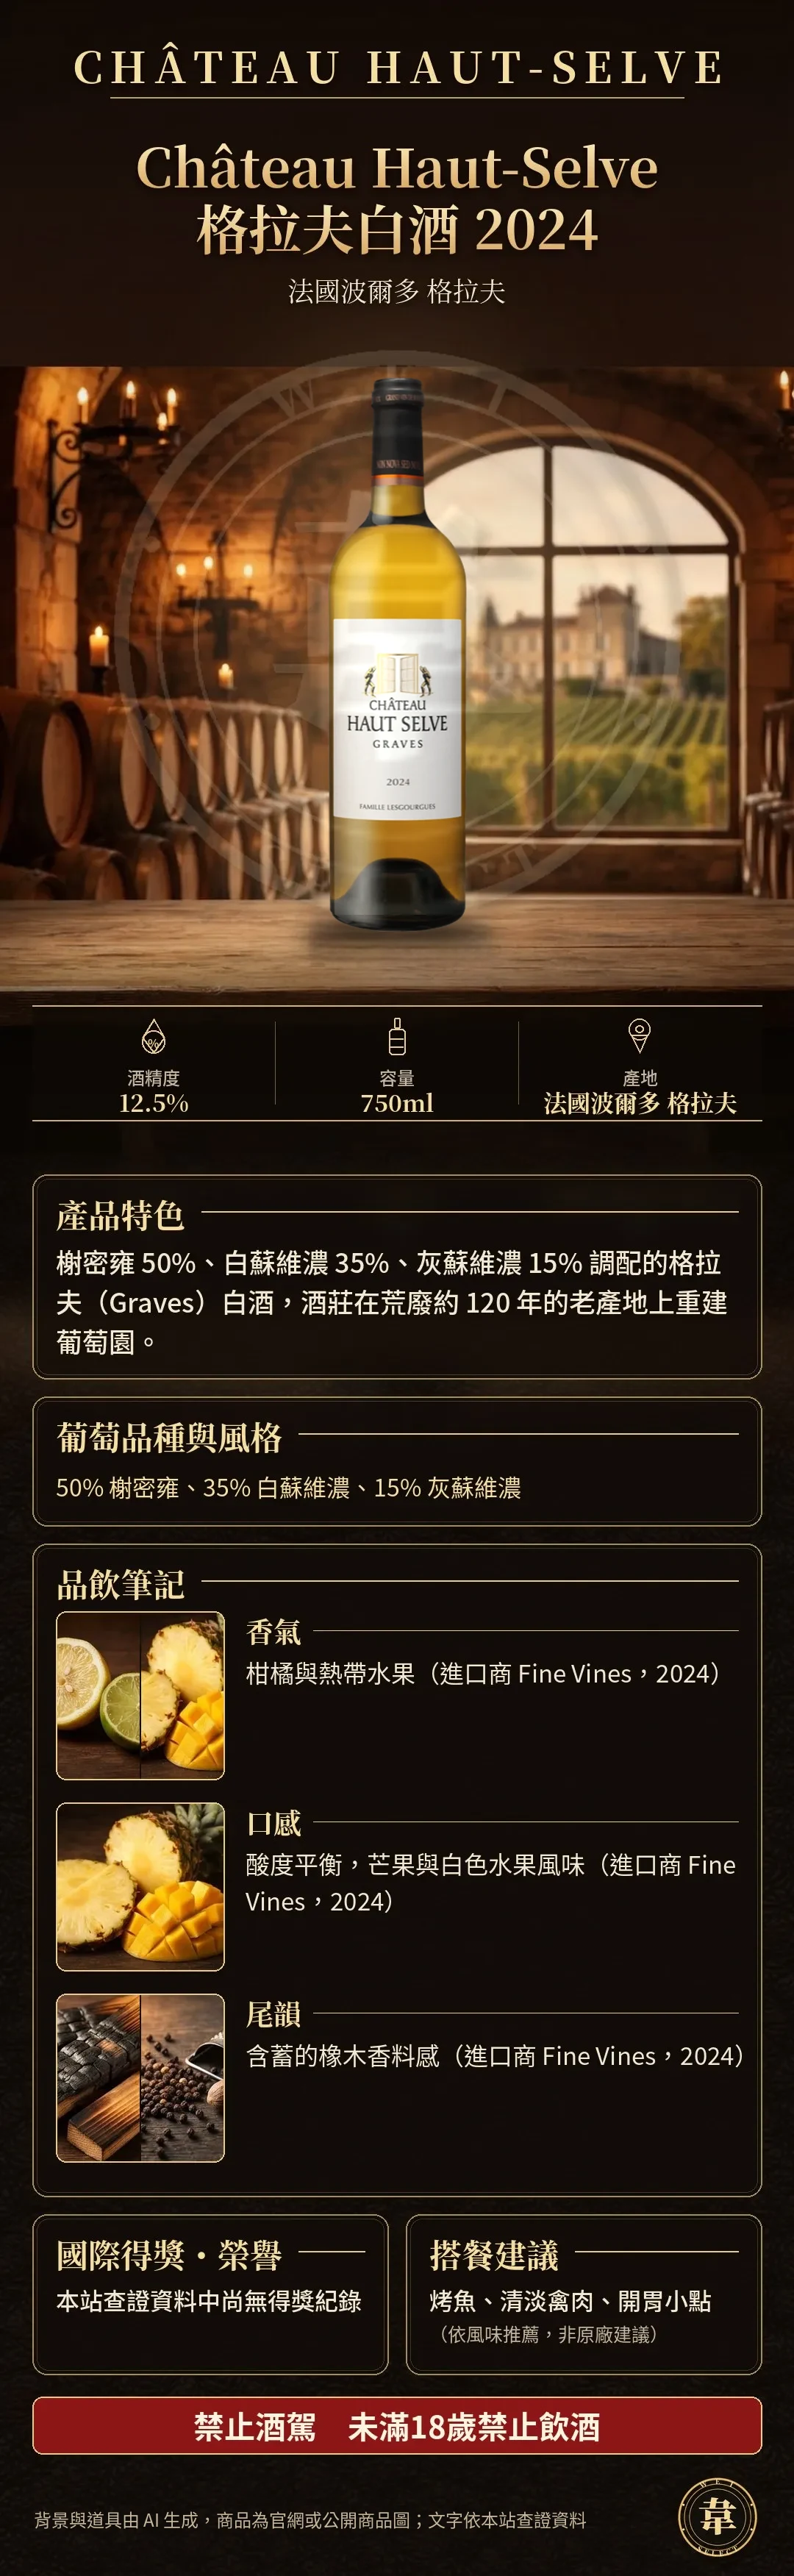 CHÂTEAU HAUT-SELVE
Château Haut-Selve
格拉夫白酒 2024
法國波爾多 格拉夫
CHÂTEAU
HAUT SELVE
GRAVES
2024
FAMILLE LESGOURGUES
酒精度
12.5%
容量
750ml
產地
法國波爾多 格拉夫
產品特色
榭密雍 50%、白蘇維濃 35%、灰蘇維濃 15% 調配的格拉
夫（Graves）白酒，酒莊在荒廢約 120 年的老產地上重建
葡萄園。
葡萄品種與風格
50% 榭密雍、35% 白蘇維濃、15% 灰蘇維濃
品飲筆記
香氣
柑橘與熱帶水果（進口商 Fine Vines，2024）
口感
酸度平衡，芒果與白色水果風味（進口商 Fine
Vines，2024）
尾韻
含蓄的橡木香料感（進口商 Fine Vines，2024）
國際得獎・榮譽
本站查證資料中尚無得獎紀錄
搭餐建議
烤魚、清淡禽肉、開胃小點
（依風味推薦，非原廠建議）
禁止酒駕 未滿18歲禁止飲酒
背景與道具由 AI 生成，商品為官網或公開商品圖；文字依本站查證資料
WEI
韋
SELECT